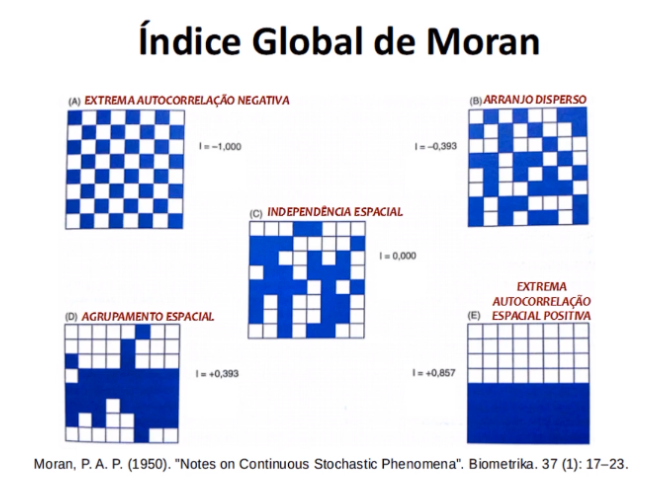 Índice Global de Moran
(A) EXTREMA AUTOCORRELAÇÃO NEGATIVA
I = –1,000
(B) ARRANJO DISPERSO
I = –0,393
(C) INDEPENDÊNCIA ESPACIAL
I = 0,000
(D) AGRUPAMENTO ESPACIAL
I = +0,393
EXTREMA
AUTOCORRELAÇÃO
(E) ESPACIAL POSITIVA
I = +0,857
Moran, P. A. P. (1950). "Notes on Continuous Stochastic Phenomena". Biometrika. 37 (1): 17–23.